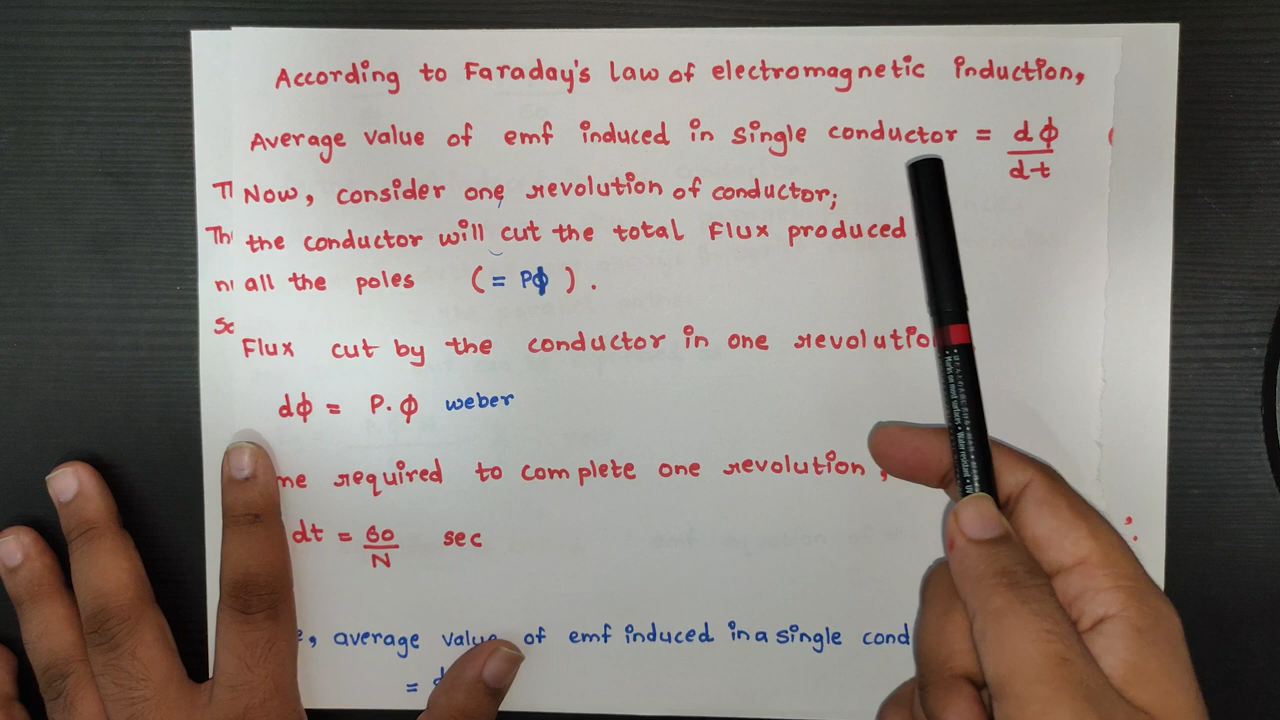 According to Faraday's Law of electromagnetic induction,
Average value of emf induced in single conductor = dϕ/dt
Now, consider one revolution of conductor;
the conductor will cut the total Flux produced
all the poles (= Pϕ).
Flux cut by the conductor in one revolutio
dϕ = P.ϕ weber
me required to complete one revolution,
dt = 60/N sec
e, average value of emf induced in a single cond
=